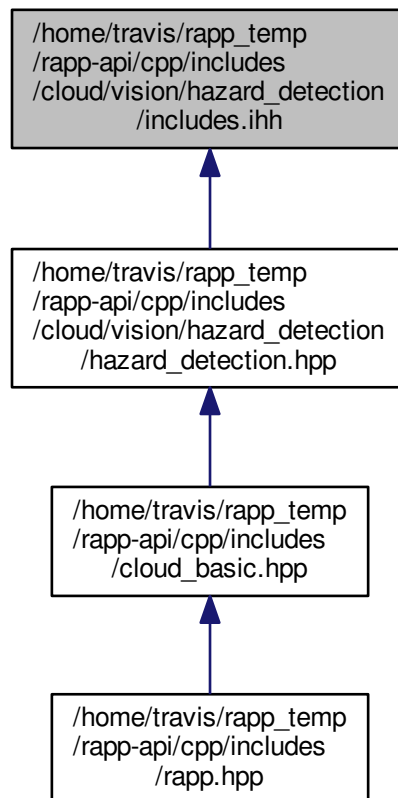 /home/travis/rapp_temp
/rapp-api/cpp/includes
/cloud/vision/hazard_detection
/includes.ihh
/home/travis/rapp_temp
/rapp-api/cpp/includes
/cloud/vision/hazard_detection
/hazard_detection.hpp
/home/travis/rapp_temp
/rapp-api/cpp/includes
/cloud_basic.hpp
/home/travis/rapp_temp
/rapp-api/cpp/includes
/rapp.hpp